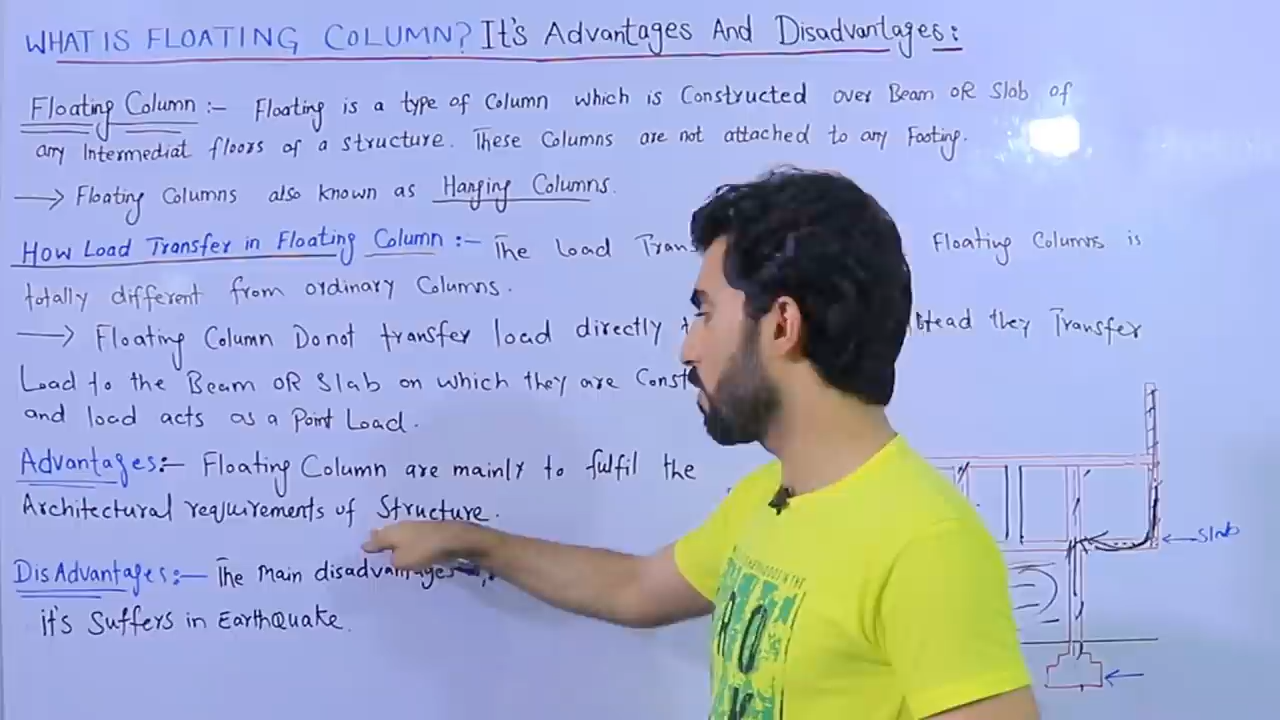 WHAT IS FLOATING COLUMN? It's Advantages And Disadvantages:
Floating Column :- Floating is a type of Column which is Constructed over Beam OR Slab of
any Intermediat floors of a structure. These Columns are not attached to any Footing.
→ Floating Columns also known as Hanging Columns.
How Load Transfer in Floating Column :- The Load Floating Columns is
totally different from ordinary Columns.
→ Floating Column Do not transfer load directly they Transfer
Load to the Beam OR Slab on which they are
and load acts as a Point Load.
Advantages:- Floating Column are mainly to fulfil the
Architectural requirements of Structure.
←Slab
DisAdvantages:- The main disadvantages
it's Suffers in EarthQuake.